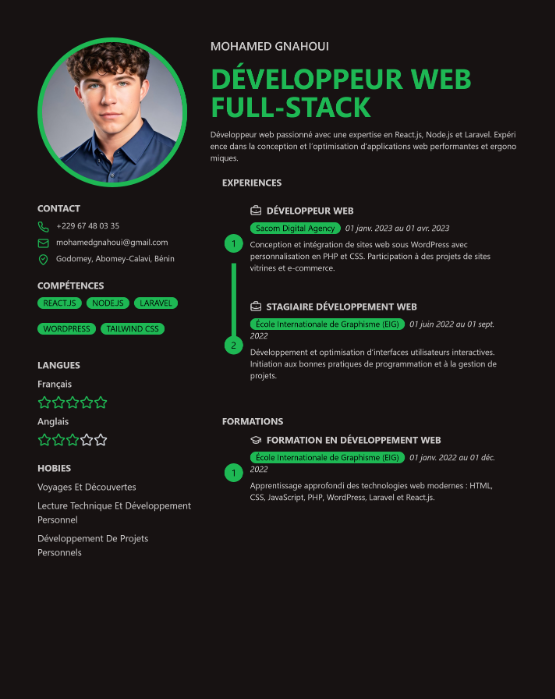 MOHAMED GNAHOUI
DÉVELOPPEUR WEB
FULL-STACK
Développeur web passionné avec une expertise en React.js, Node.js et Laravel. Expéri
ence dans la conception et l'optimisation d'applications web performantes et ergono
miques.
CONTACT
+229 67 48 03 35
mohamedgnahoui@gmail.com
Godomey, Abomey-Calavi, Bénin
COMPÉTENCES
REACT.JS NODE.JS LARAVEL
WORDPRESS TAILWIND CSS
LANGUES
Français
Anglais
HOBIES
Voyages Et Découvertes
Lecture Technique Et Développement
Personnel
Développement De Projets
Personnels
EXPERIENCES
DÉVELOPPEUR WEB
Sacom Digital Agency 01 janv. 2023 au 01 avr. 2023
1
Conception et intégration de sites web sous WordPress avec
personnalisation en PHP et CSS. Participation à des projets de sites
vitrines et e-commerce.
STAGIAIRE DÉVELOPPEMENT WEB
École Internationale de Graphisme (EIG) 01 juin 2022 au 01 sept.
2022
2
Développement et optimisation d'interfaces utilisateurs interactives.
Initiation aux bonnes pratiques de programmation et à la gestion de
projets.
FORMATIONS
FORMATION EN DÉVELOPPEMENT WEB
École Internationale de Graphisme (EIG) 01 janv. 2022 au 01 déc.
2022
1
Apprentissage approfondi des technologies web modernes : HTML,
CSS, JavaScript, PHP, WordPress, Laravel et React.js.